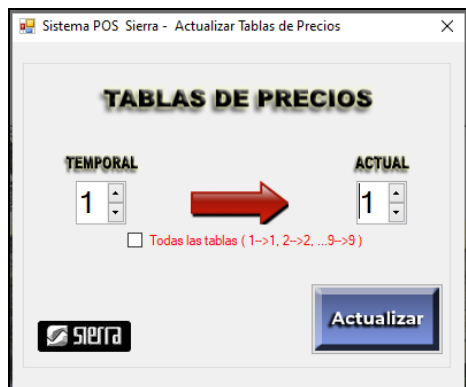 Sistema POS Sierra - Actualizar Tablas de Precios
TABLAS DE PRECIOS
TEMPORAL
ACTUAL
1
1
Todas las tablas ( 1-->1, 2-->2, ...9-->9 )
Actualizar
sierra